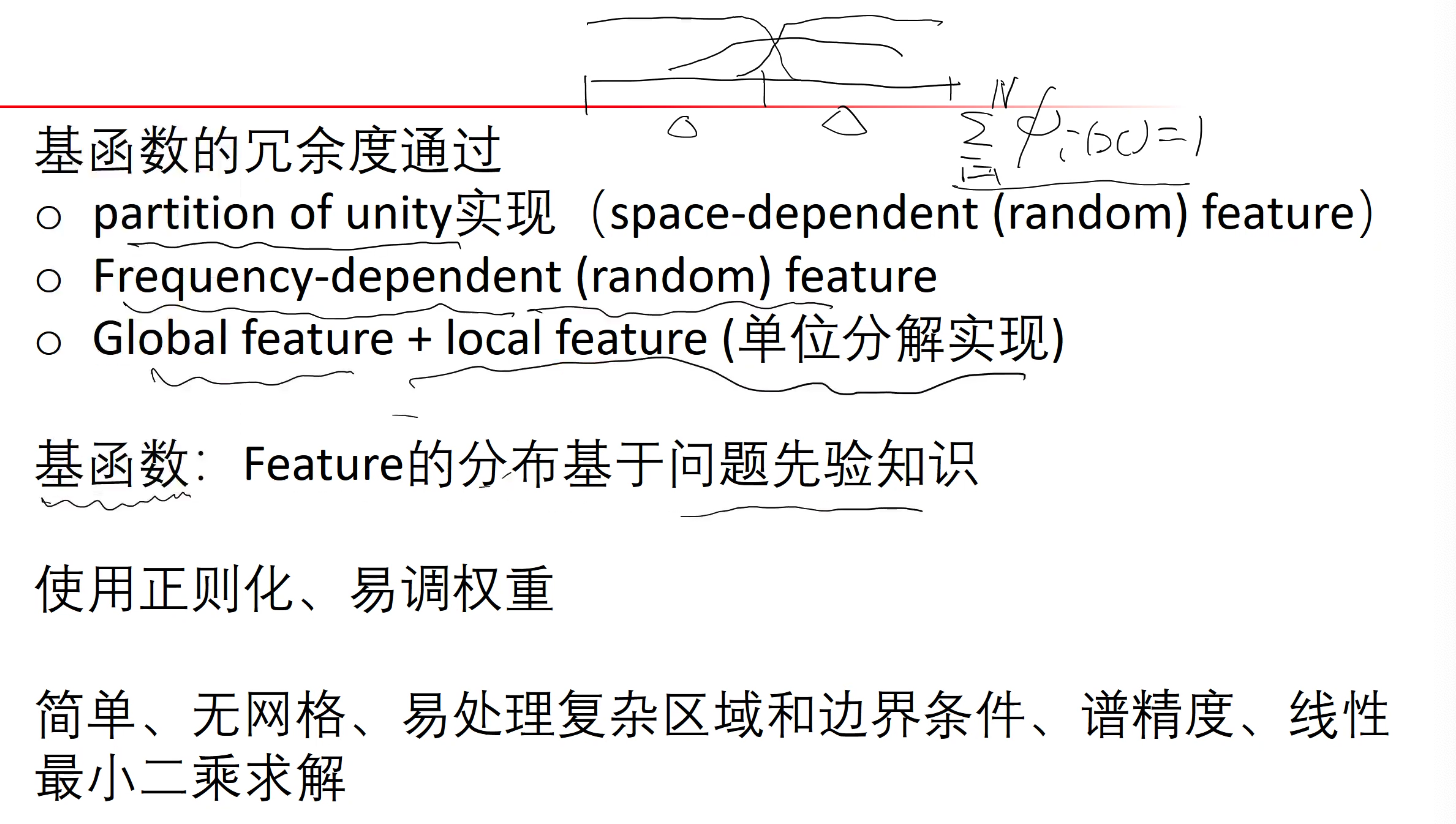 ∑_{i=1}^{N} φ_i(x) = 1
基函数的冗余度通过
○ partition of unity实现（space-dependent (random) feature）
○ Frequency-dependent (random) feature
○ Global feature + local feature (单位分解实现)
基函数：Feature的分布基于问题先验知识
使用正则化、易调权重
简单、无网格、易处理复杂区域和边界条件、谱精度、线性
最小二乘求解